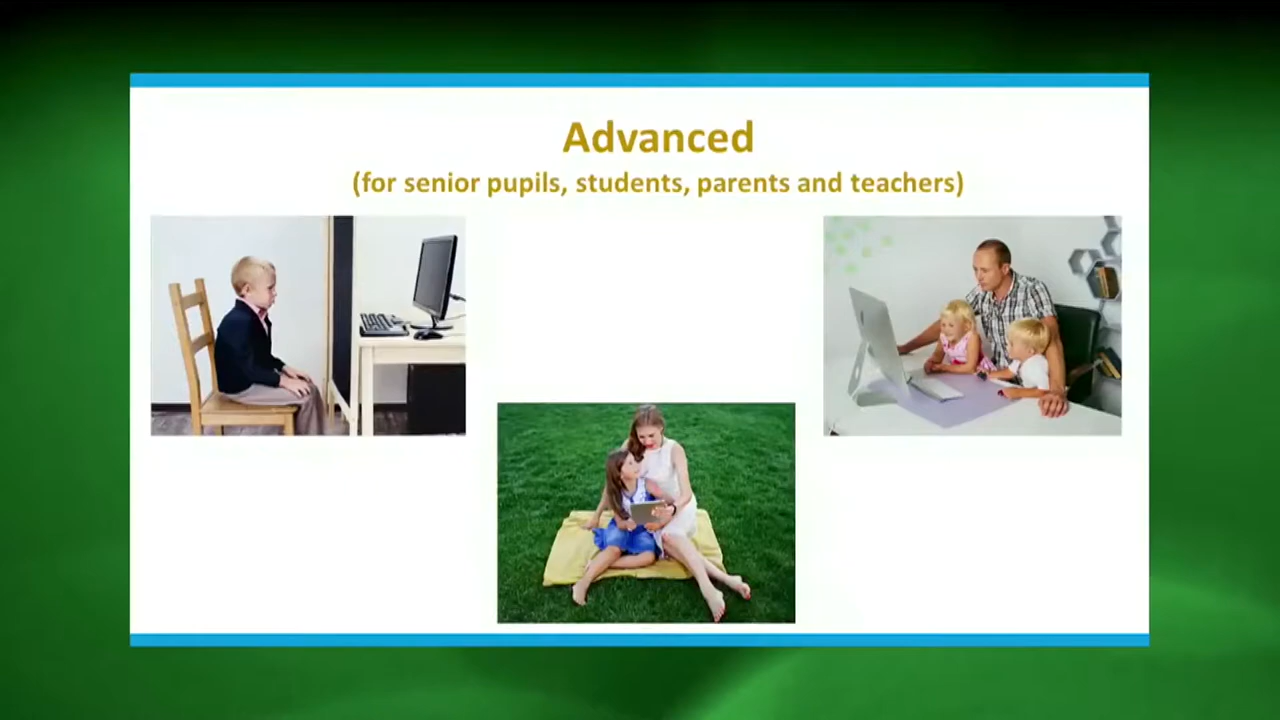 Advanced
(for senior pupils, students, parents and teachers)